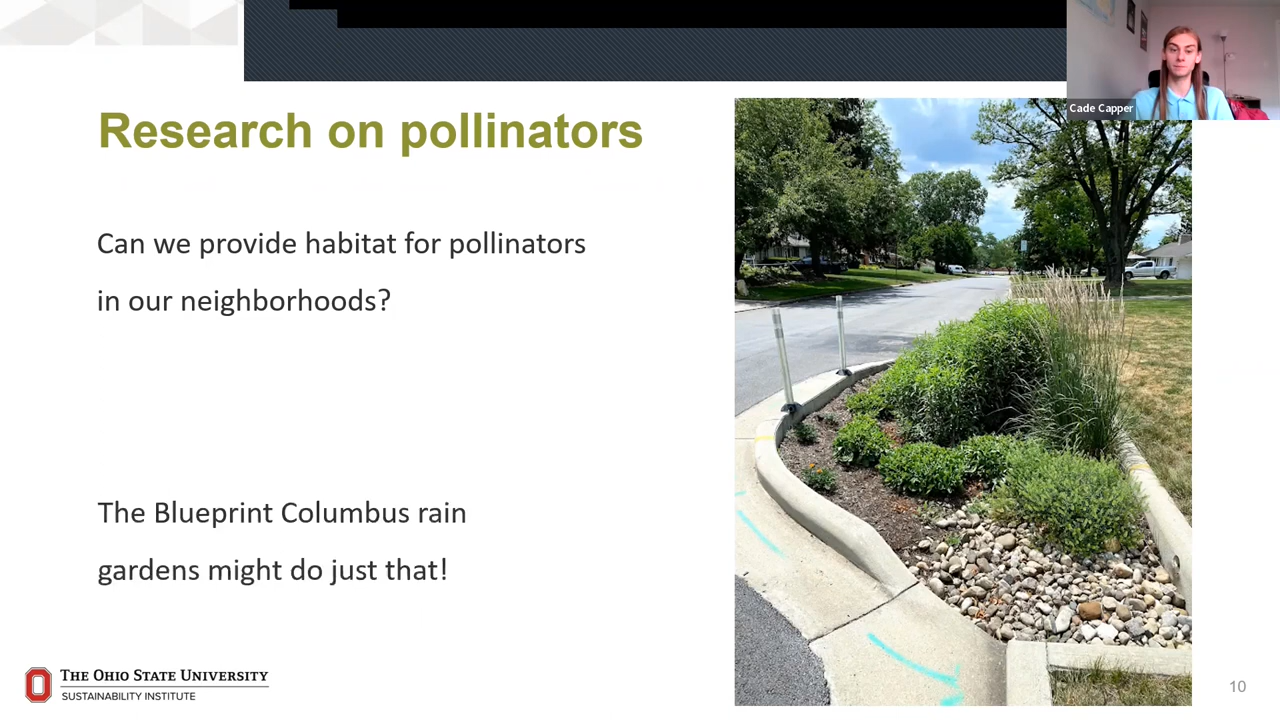 Cade Capper
Research on pollinators
Can we provide habitat for pollinators
in our neighborhoods?
The Blueprint Columbus rain
gardens might do just that!
THE OHIO STATE UNIVERSITY
SUSTAINABILITY INSTITUTE
10